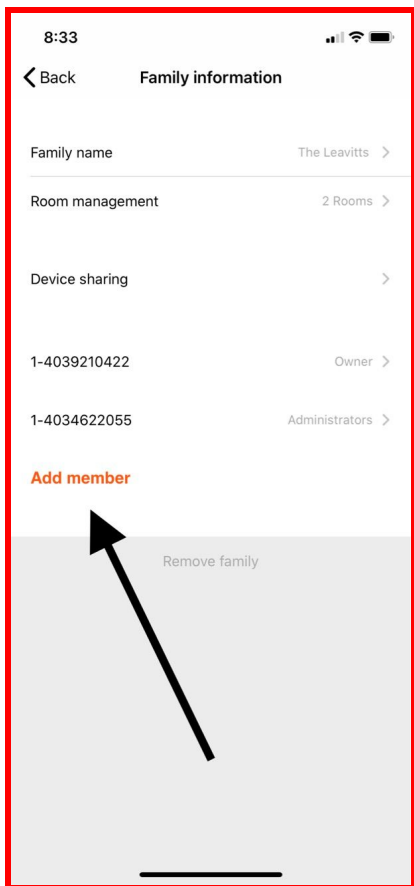 8:33
Back Family information
Family name The Leavitts
Room management 2 Rooms
Device sharing
1-4039210422 Owner
1-4034622055 Administrators
Add member
Remove family